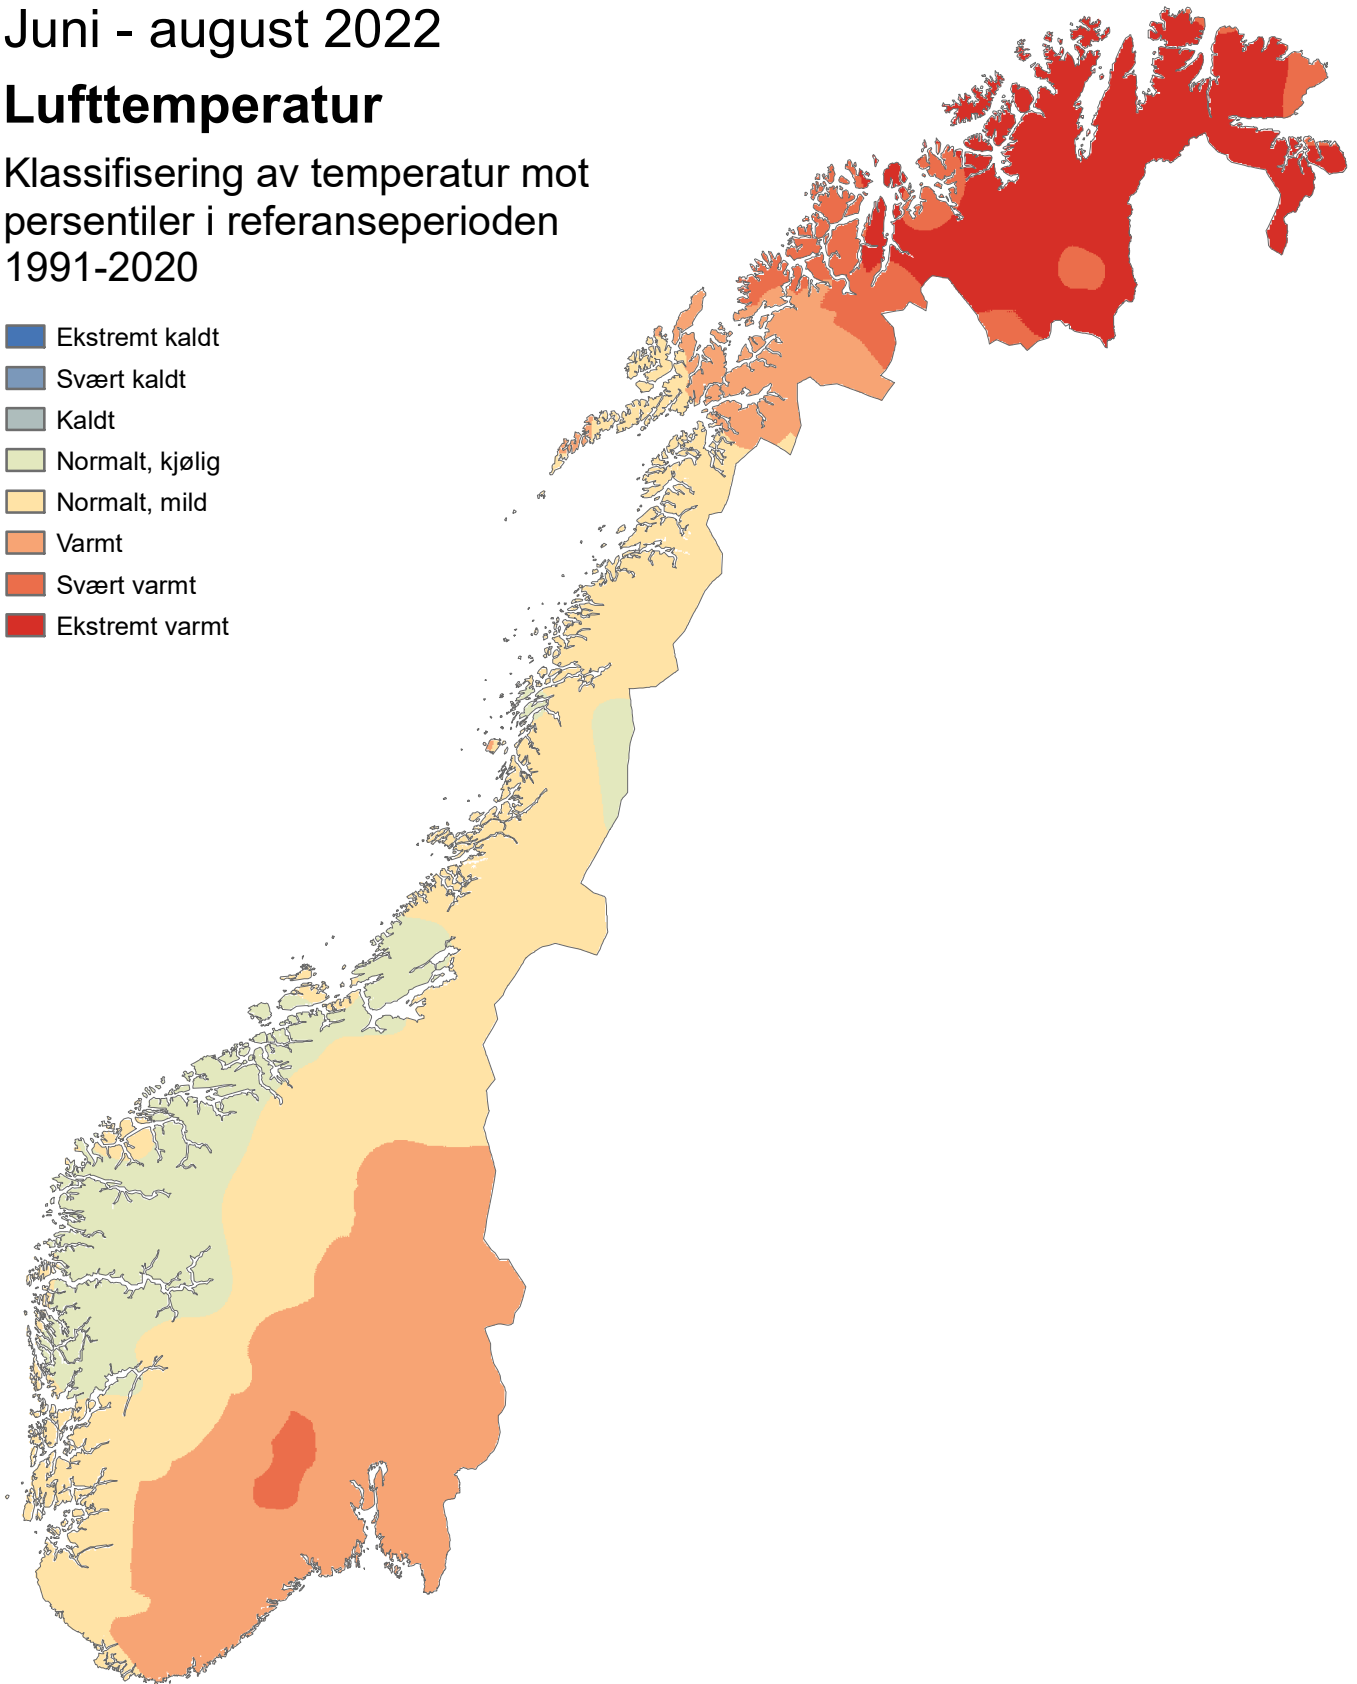 Juni - august 2022
Lufttemperatur
Klassifisering av temperatur mot
persentiler i referanseperioden
1991-2020
Ekstremt kaldt
Svært kaldt
Kaldt
Normalt, kjølig
Normalt, mild
Varmt
Svært varmt
Ekstremt varmt